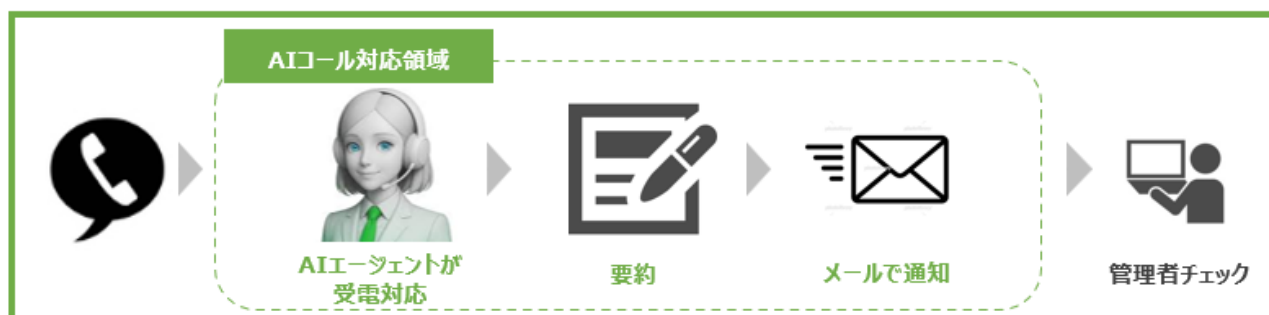 AIコール対応領域
AIエージェントが
受電対応
要約
メールで通知
管理者チェック